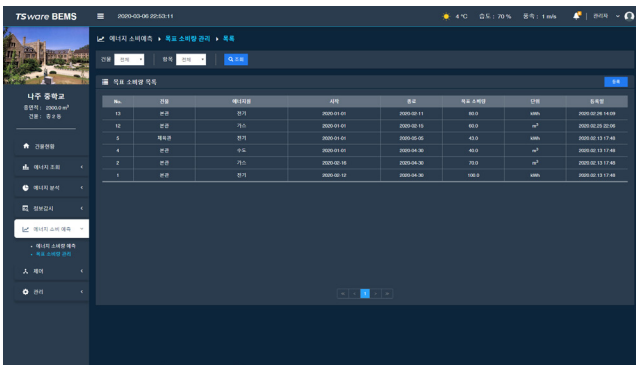 TSware BEMS
2020-03-06 22:53:11
4 °C 습도 : 70 % 풍속 : 1 m/s
관리자
나주 중학교
건물 : 총 2 동
건물현황
에너지 조회
에너지 분석
정보감시
에너지 소비 예측
에너지 소비량 예측
목표 소비량 관리
제어
관리
에너지 소비예측 목표 소비량 관리 목록
건물 전체 항목 전체 조회
목표 소비량 목록
등록
No. 건물 에너지원 시작 종료 목표 소비량 단위 등록일
13 본관 전기 2020-01-01 2020-02-11 80.0 kWh 2020.02.26 14:09
12 본관 가스 2020-01-01 2020-02-15 60.0 m³ 2020.02.25 22:06
5 체육관 전기 2020-01-01 2020-05-05 43.0 kWh 2020.02.13 17:48
4 본관 수도 2020-01-01 2020-04-30 40.0 m³ 2020.02.13 17:48
2 본관 가스 2020-02-16 2020-04-30 70.0 m³ 2020.02.13 17:48
1 본관 전기 2020-02-12 2020-04-30 100.0 kWh 2020.02.13 17:48
1